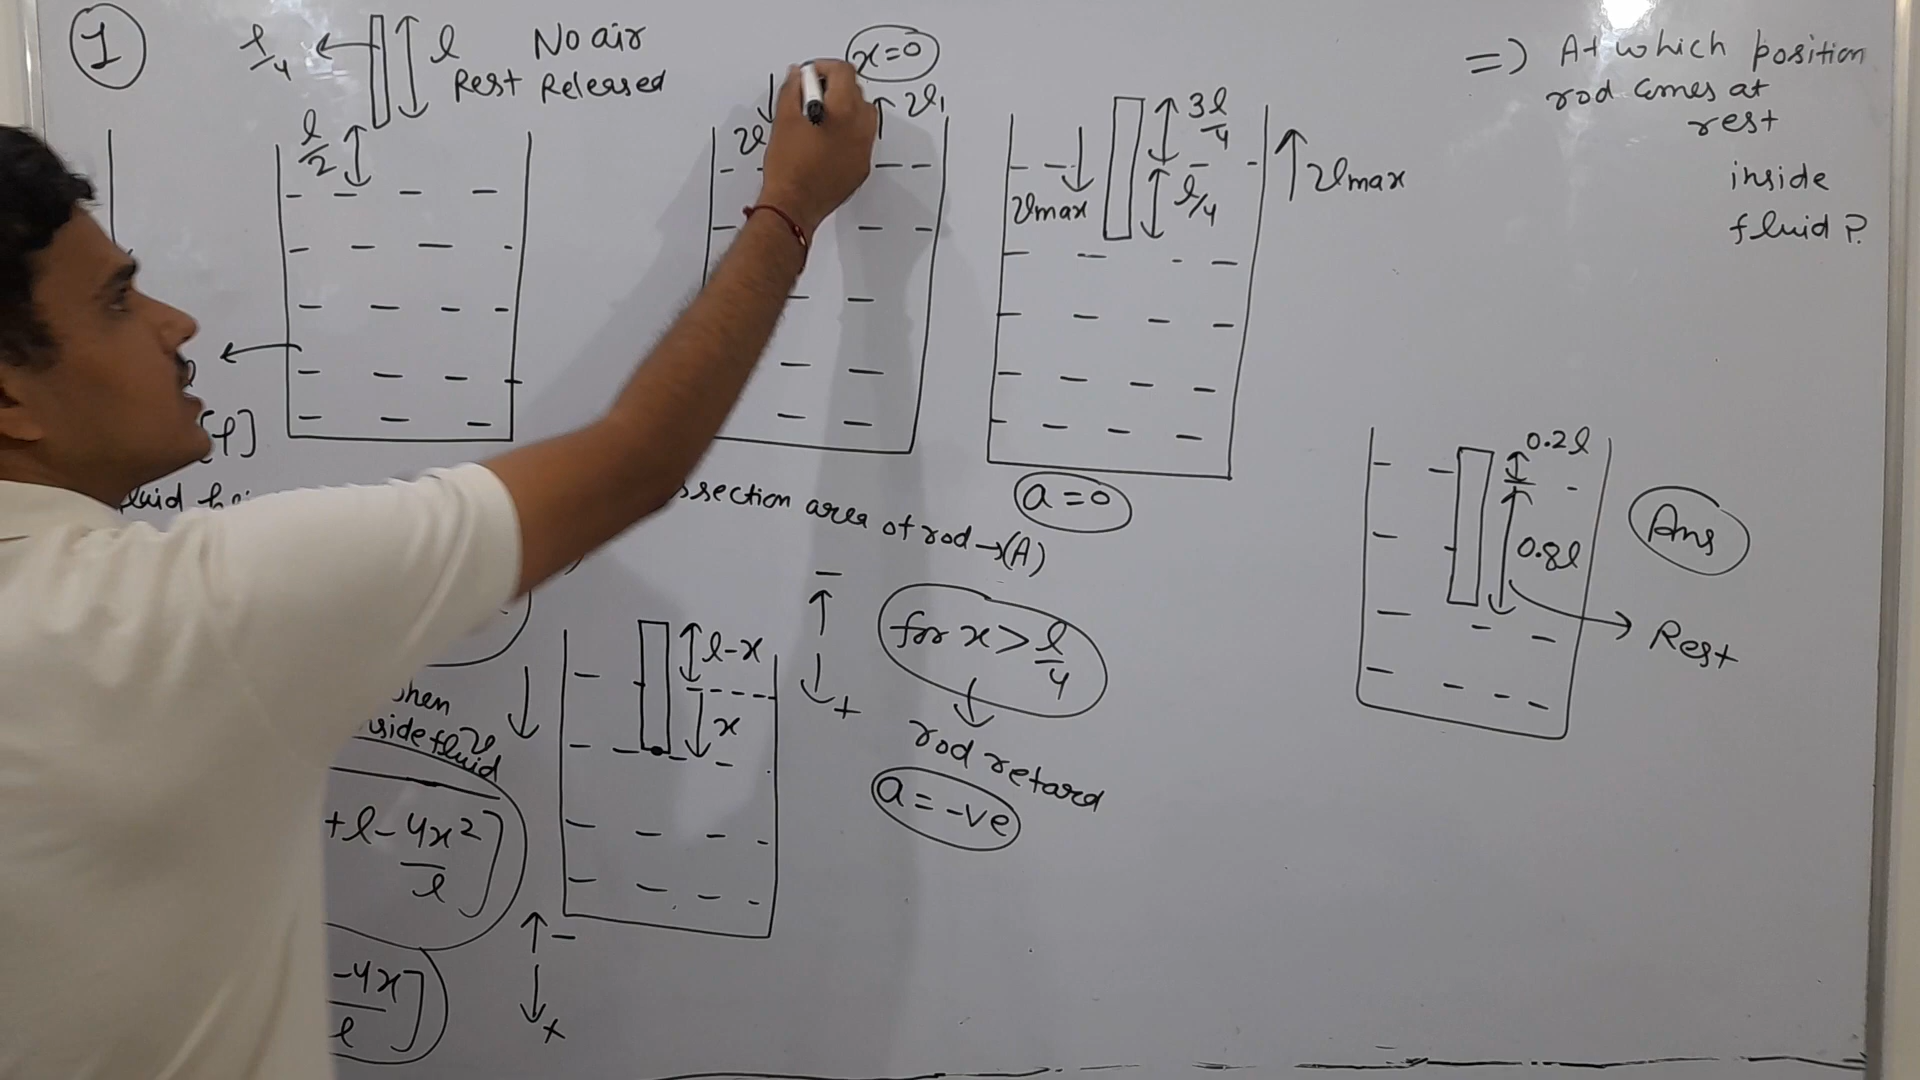 1
ρ/4
l
No air
Rest Released
l/2
x=0
v1
3l/4
l/4
vmax
vmax
a=0
=) At which position
rod comes at
rest
inside
fluid ?
[ρ]
section area of rod →(A)
0.2l
0.8l
Ans
Rest
for x > l/4
rod retard
a = -ve
l-x
x
-
+
v
fluid
+l-4x²/l]
-4x/l]
-
+